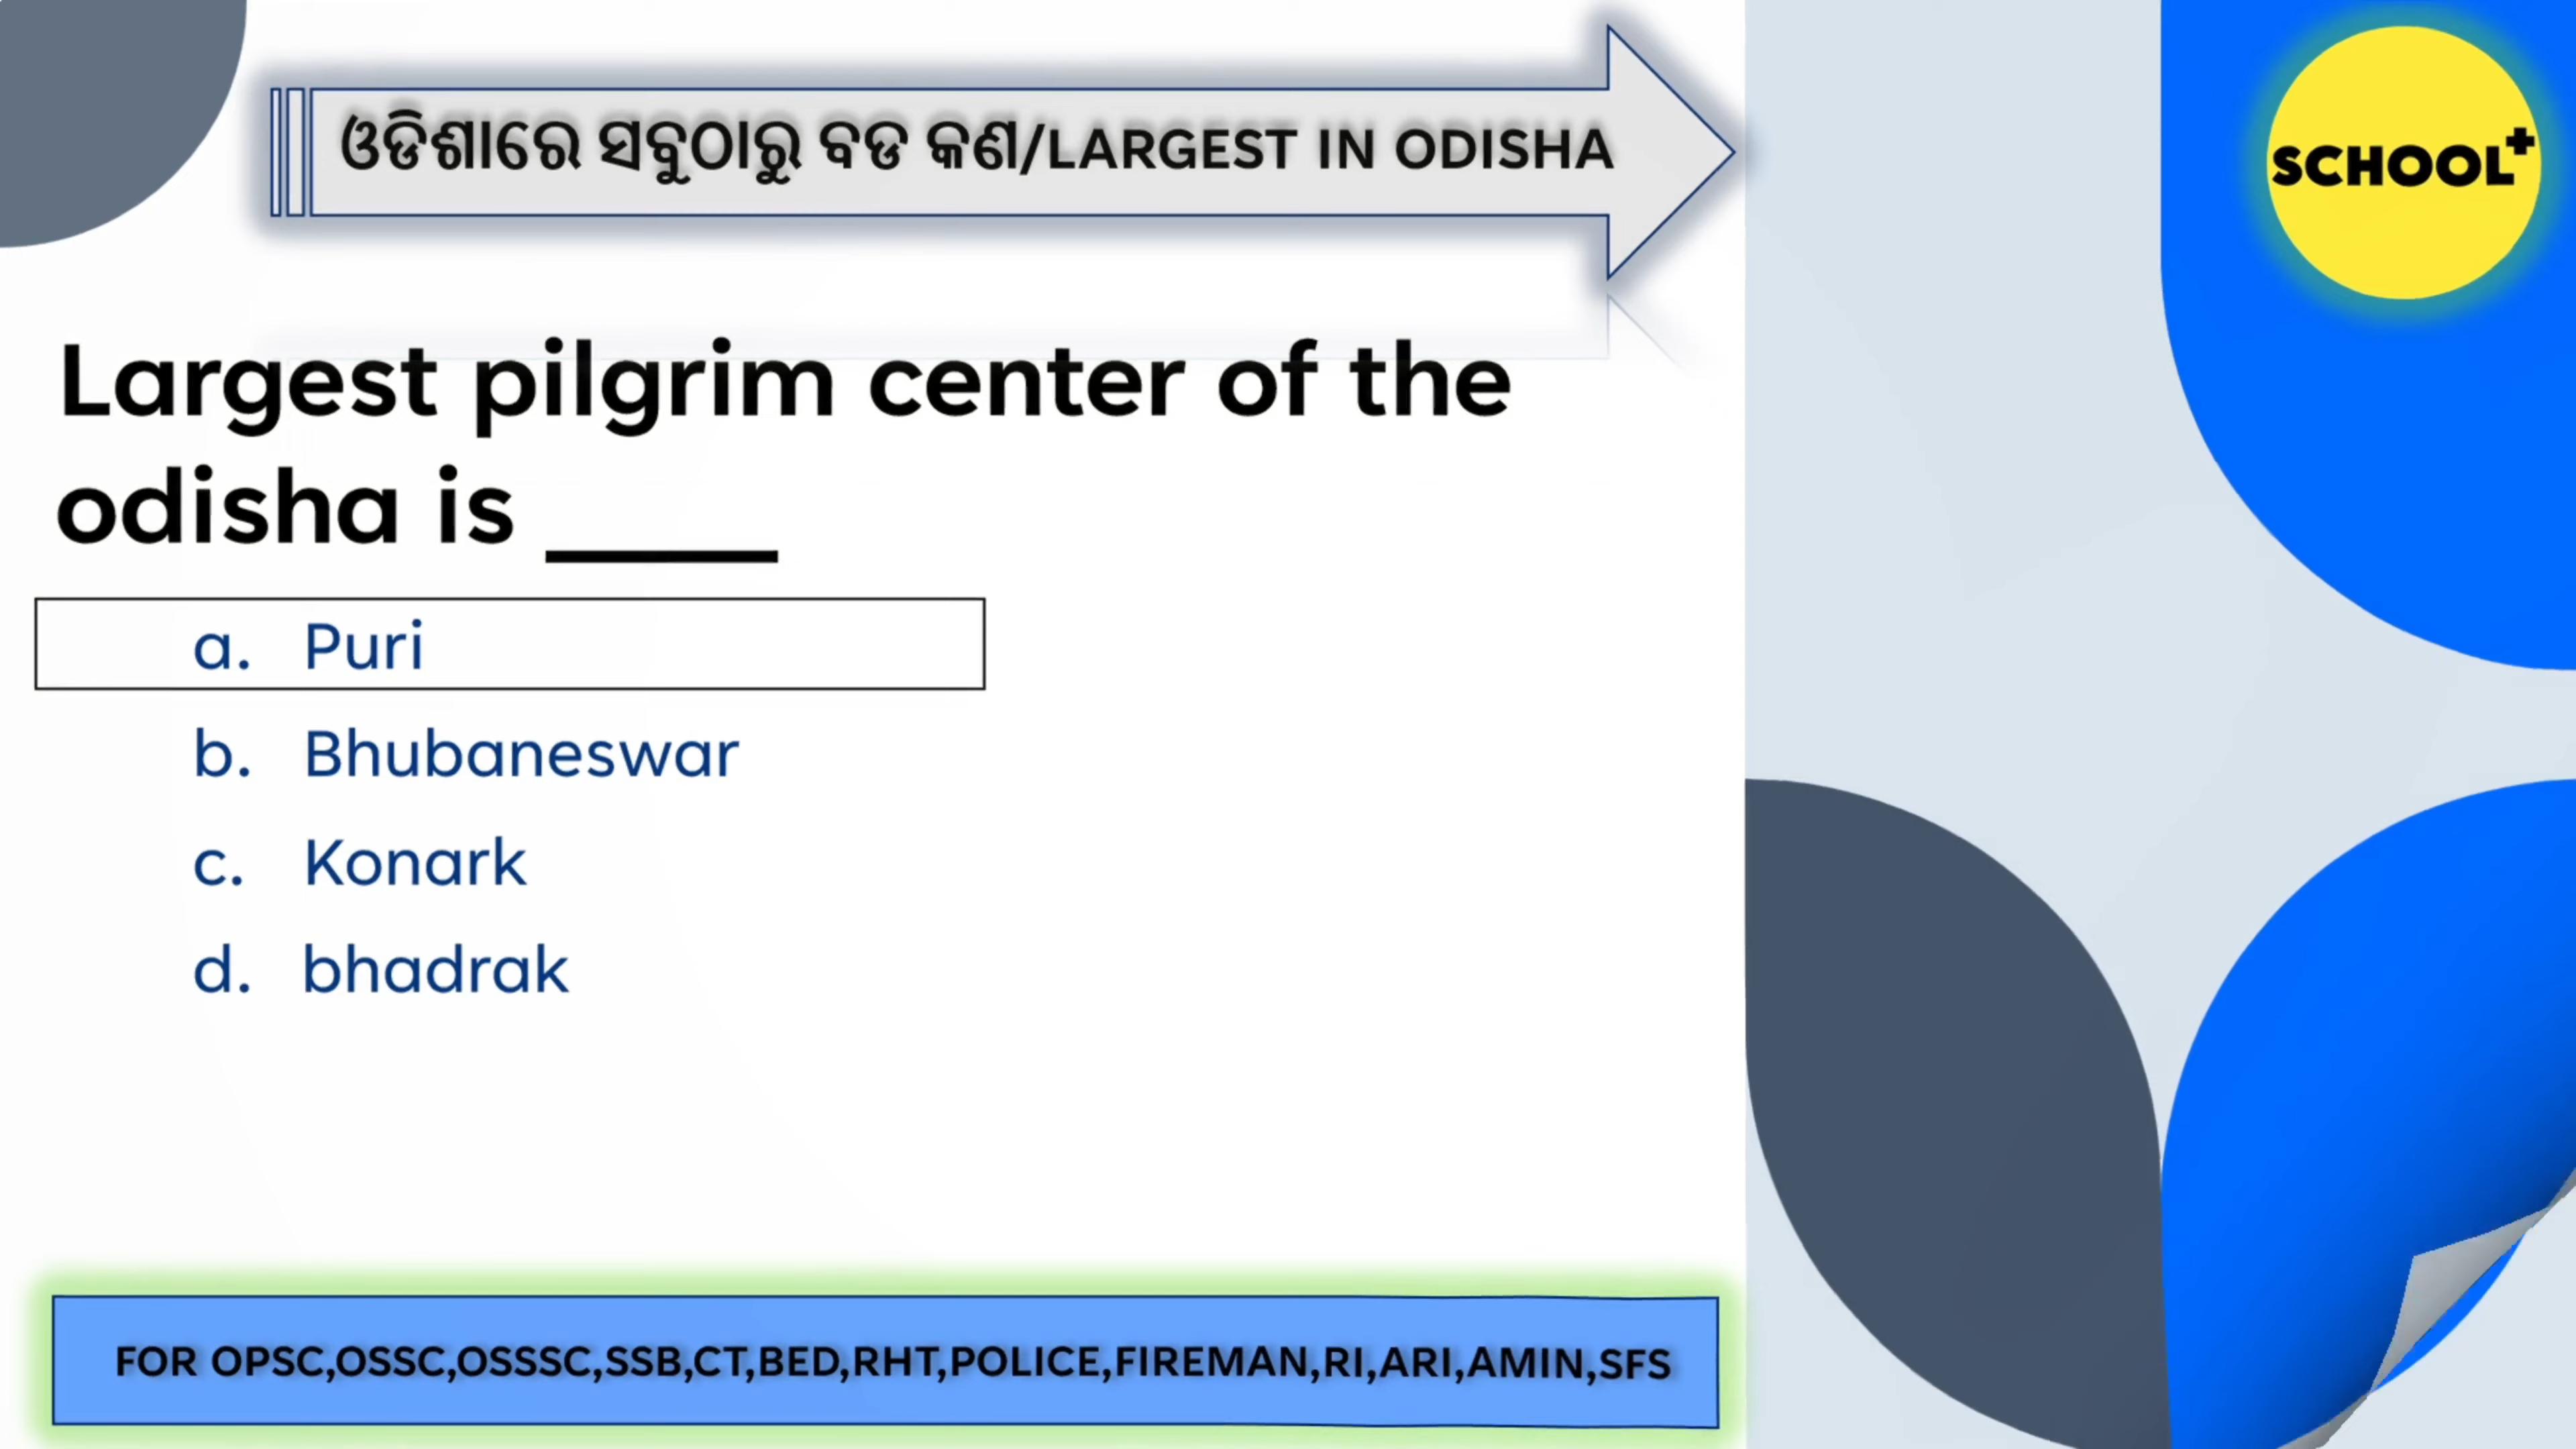 ଓଡିଶାରେ ସବୁଠାରୁ ବଡ କଣ/LARGEST IN ODISHA
SCHOOL+
Largest pilgrim center of the
odisha is ____
a. Puri
b. Bhubaneswar
c. Konark
d. bhadrak
FOR OPSC,OSSC,OSSSC,SSB,CT,BED,RHT,POLICE,FIREMAN,RI,ARI,AMIN,SFS